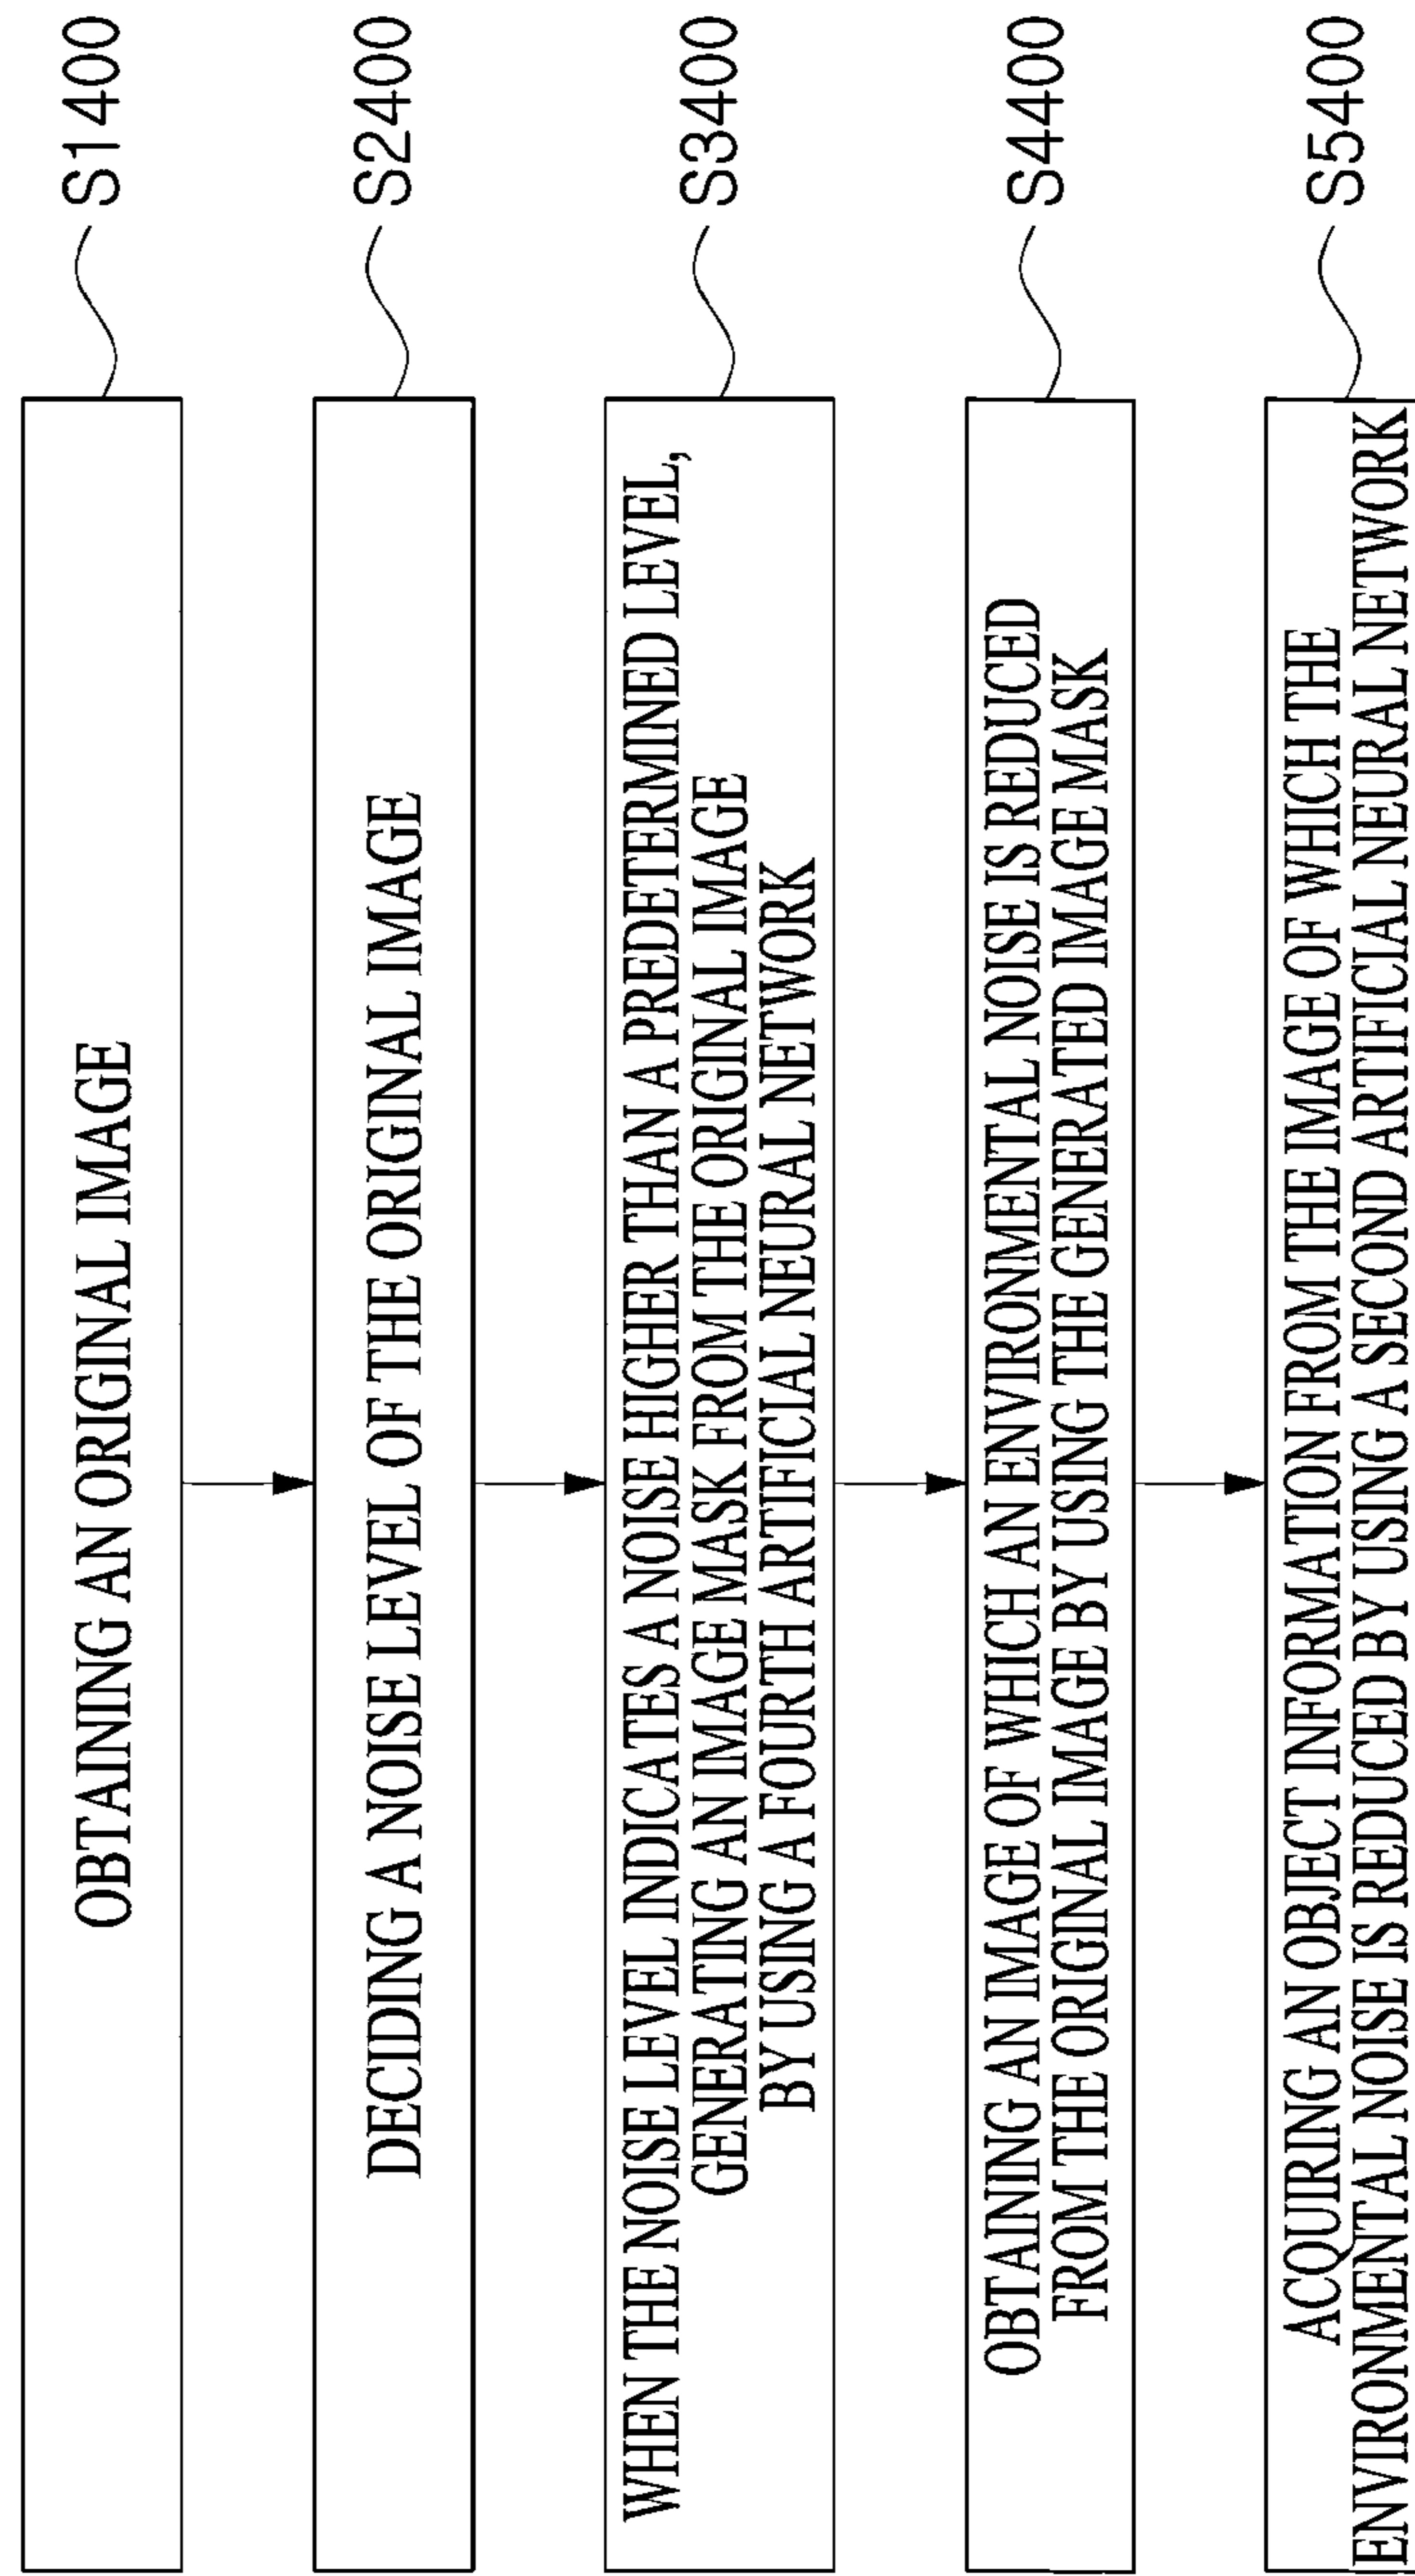 OBTAINING AN ORIGINAL IMAGE
S1400
DECIDING A NOISE LEVEL OF THE ORIGINAL IMAGE
S2400
WHEN THE NOISE LEVEL INDICATES A NOISE HIGHER THAN A PREDETERMINED LEVEL,
GENERATING AN IMAGE MASK FROM THE ORIGINAL IMAGE
BY USING A FOURTH ARTIFICIAL NEURAL NETWORK
S3400
OBTAINING AN IMAGE OF WHICH AN ENVIRONMENTAL NOISE IS REDUCED
FROM THE ORIGINAL IMAGE BY USING THE GENERATED IMAGE MASK
S4400
ACQUIRING AN OBJECT INFORMATION FROM THE IMAGE OF WHICH THE
ENVIRONMENTAL NOISE IS REDUCED BY USING A SECOND ARTIFICIAL NEURAL NETWORK
S5400